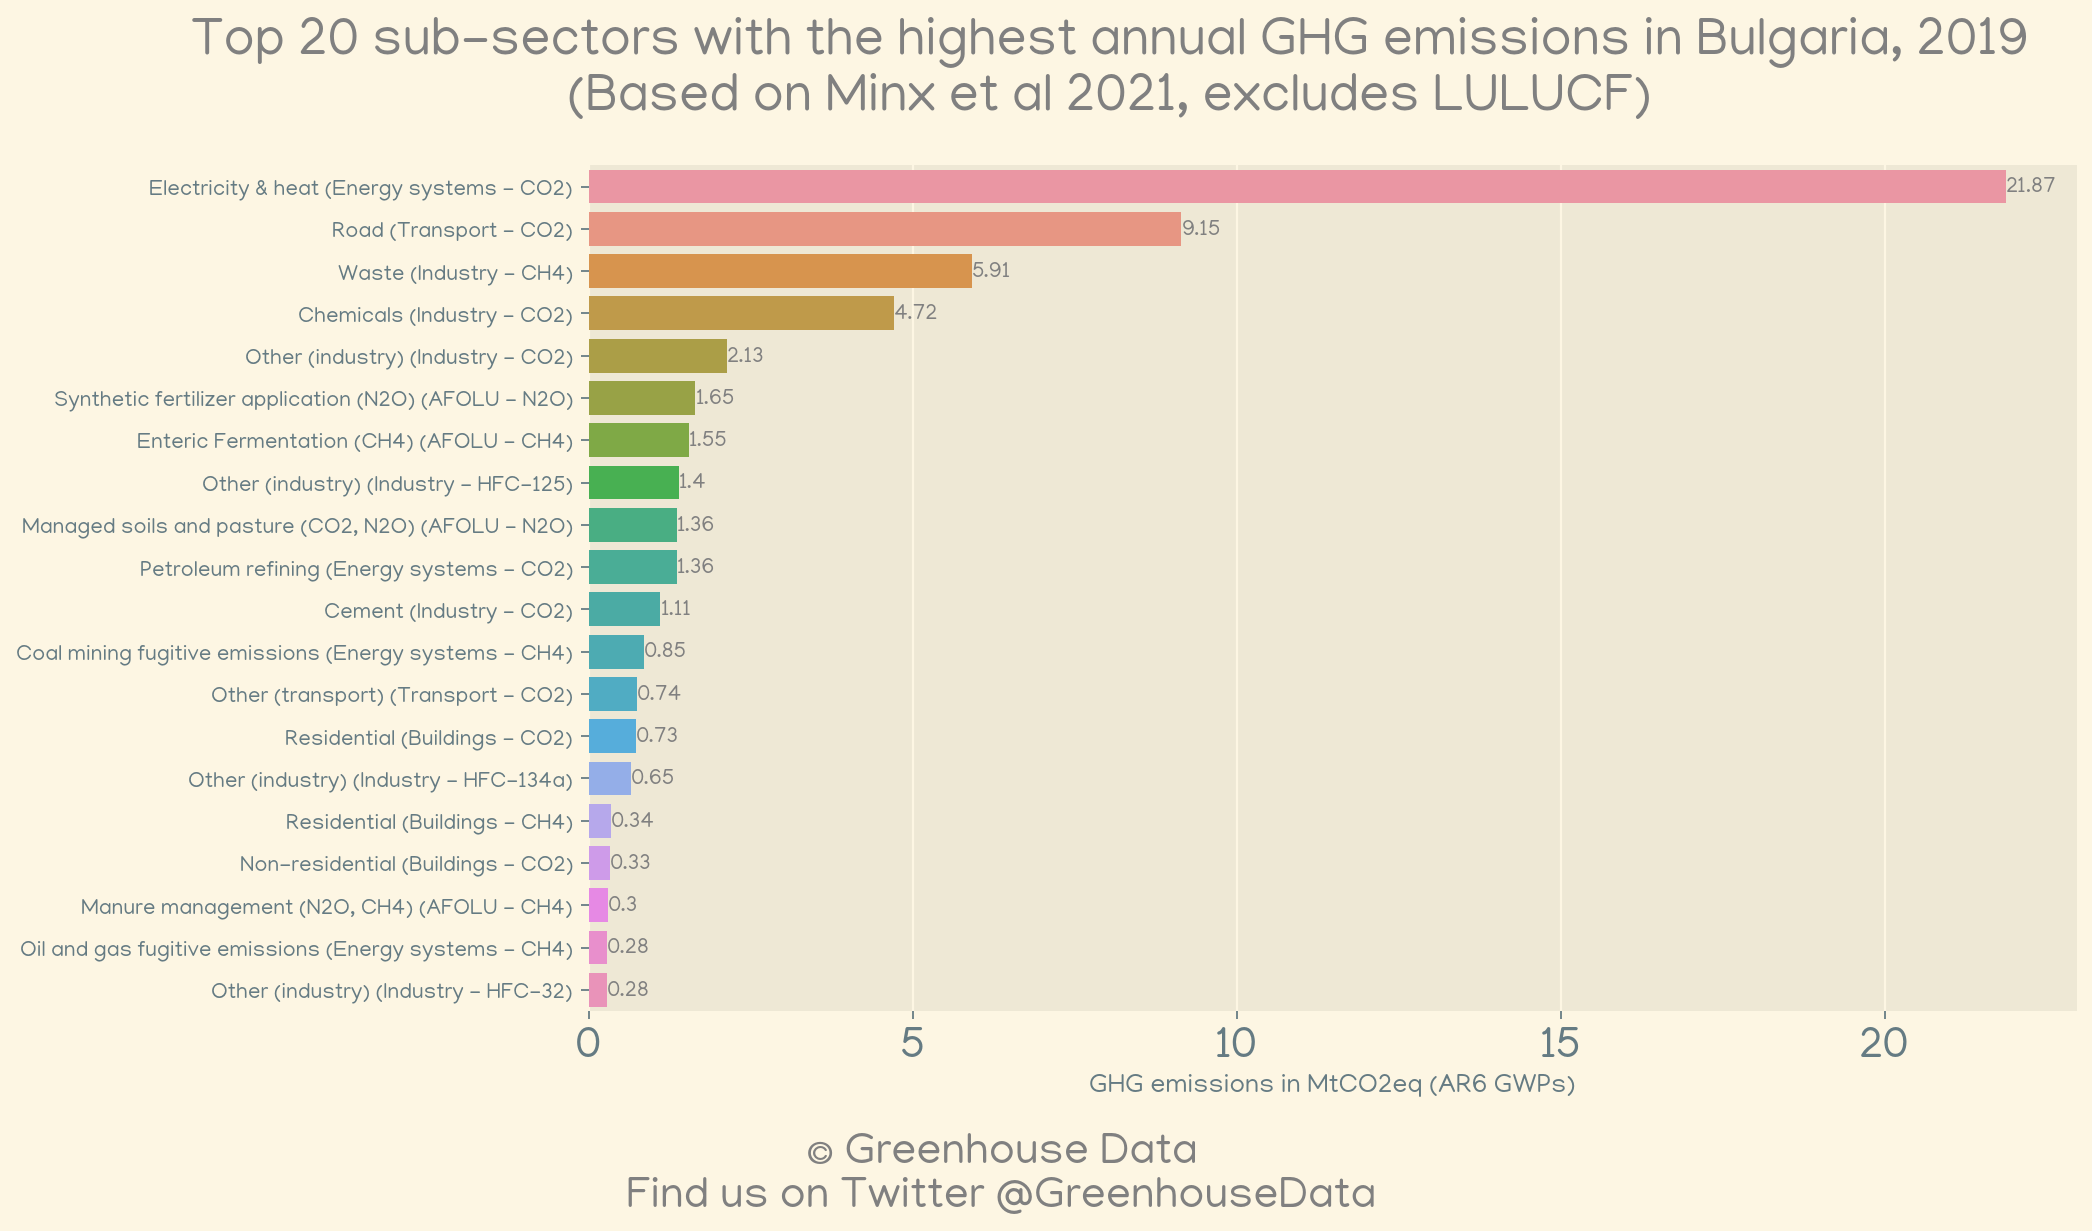 Top 20 sub-sectors with the highest annual GHG emissions in Bulgaria, 2019
(Based on Minx et al 2021, excludes LULUCF)
Electricity & heat (Energy systems - CO2) 21.87
Road (Transport - CO2) 9.15
Waste (Industry - CH4) 5.91
Chemicals (Industry - CO2) 4.72
Other (industry) (Industry - CO2) 2.13
Synthetic fertilizer application (N2O) (AFOLU - N2O) 1.65
Enteric Fermentation (CH4) (AFOLU - CH4) 1.55
Other (industry) (Industry - HFC-125) 1.4
Managed soils and pasture (CO2, N2O) (AFOLU - N2O) 1.36
Petroleum refining (Energy systems - CO2) 1.36
Cement (Industry - CO2) 1.11
Coal mining fugitive emissions (Energy systems - CH4) 0.85
Other (transport) (Transport - CO2) 0.74
Residential (Buildings - CO2) 0.73
Other (industry) (Industry - HFC-134a) 0.65
Residential (Buildings - CH4) 0.34
Non-residential (Buildings - CO2) 0.33
Manure management (N2O, CH4) (AFOLU - CH4) 0.3
Oil and gas fugitive emissions (Energy systems - CH4) 0.28
Other (industry) (Industry - HFC-32) 0.28
0 5 10 15 20
GHG emissions in MtCO2eq (AR6 GWPs)
© Greenhouse Data
Find us on Twitter @GreenhouseData